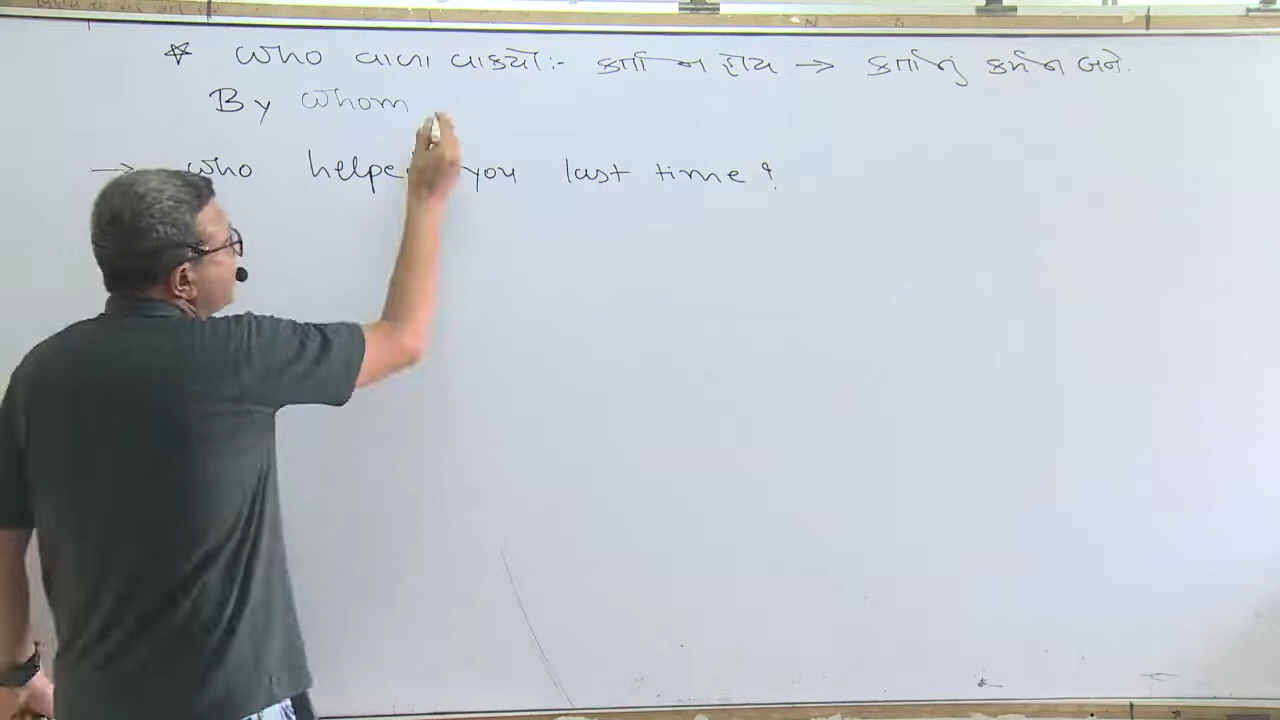 ☆ Who વાળા વાક્યો:- કર્તા ન હોય → કર્તાનું કર્મ ન બને.
By whom
→ who helpe you last time ?